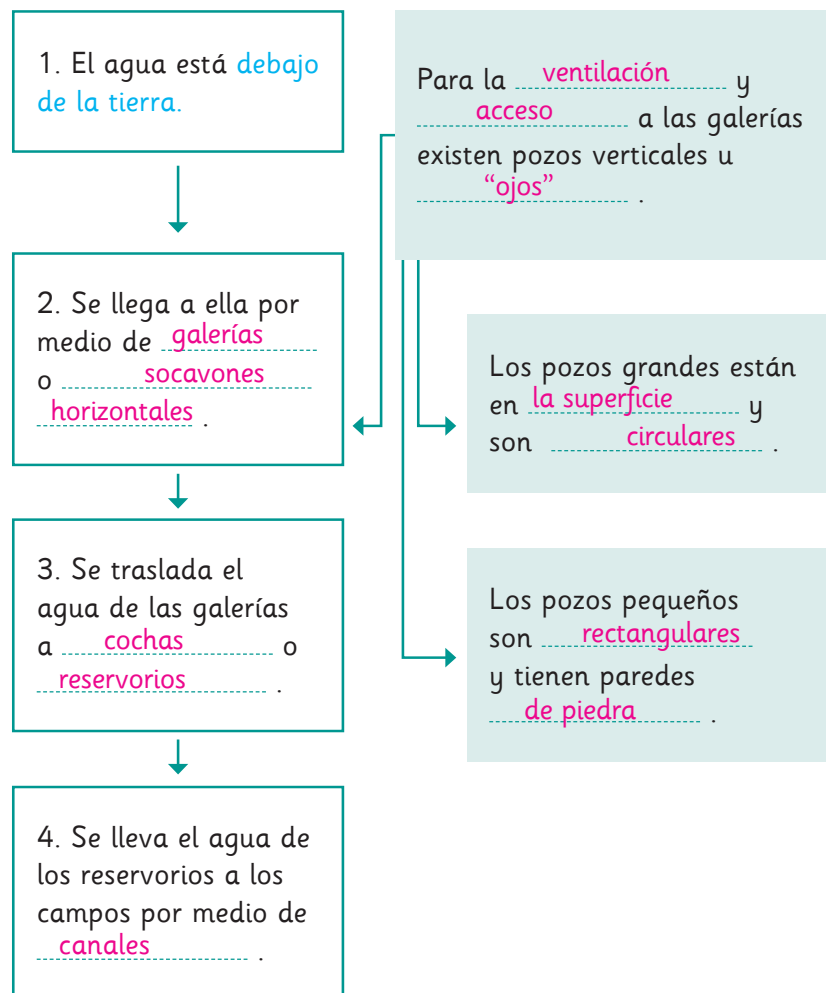 1. El agua está debajo
de la tierra.
Para la ventilación y
acceso a las galerías
existen pozos verticales u
“ojos” .
2. Se llega a ella por
medio de galerías
o socavones
horizontales .
Los pozos grandes están
en la superficie y
son circulares .
3. Se traslada el
agua de las galerías
a cochas o
reservorios .
Los pozos pequeños
son rectangulares
y tienen paredes
de piedra .
4. Se lleva el agua de
los reservorios a los
campos por medio de
canales .